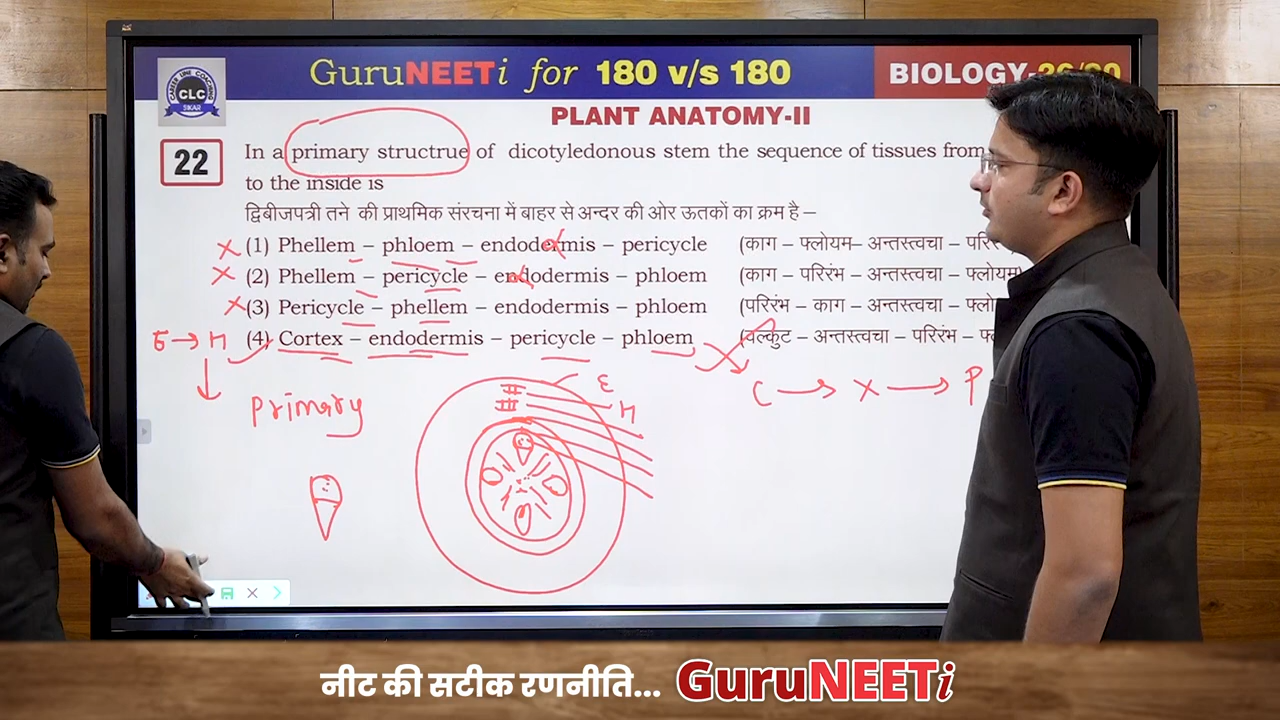 GuruNEETi for 180 v/s 180
BIOLOGY-
CAREER LINE COACHING
CLC
SIKAR
PLANT ANATOMY-II
22
In a primary structrue of dicotyledonous stem the sequence of tissues from
to the inside is
द्विबीजपत्री तने की प्राथमिक संरचना में बाहर से अन्दर की ओर ऊतकों का क्रम है –
(1) Phellem – phloem – endodermis – pericycle (काग – फ्लोयम– अन्तस्त्वचा –
(2) Phellem – pericycle – endodermis – phloem (काग – परिरंभ – अन्तस्त्वचा – फ्लोयम)
(3) Pericycle – phellem – endodermis – phloem (परिरंभ – काग – अन्तस्त्वचा –
E → H (4) Cortex – endodermis – pericycle – phloem (वल्कुट – अन्तस्त्वचा – परिरंभ –
C → X → P
Primary
E
H
नीट की सटीक रणनीति... GuruNEETi